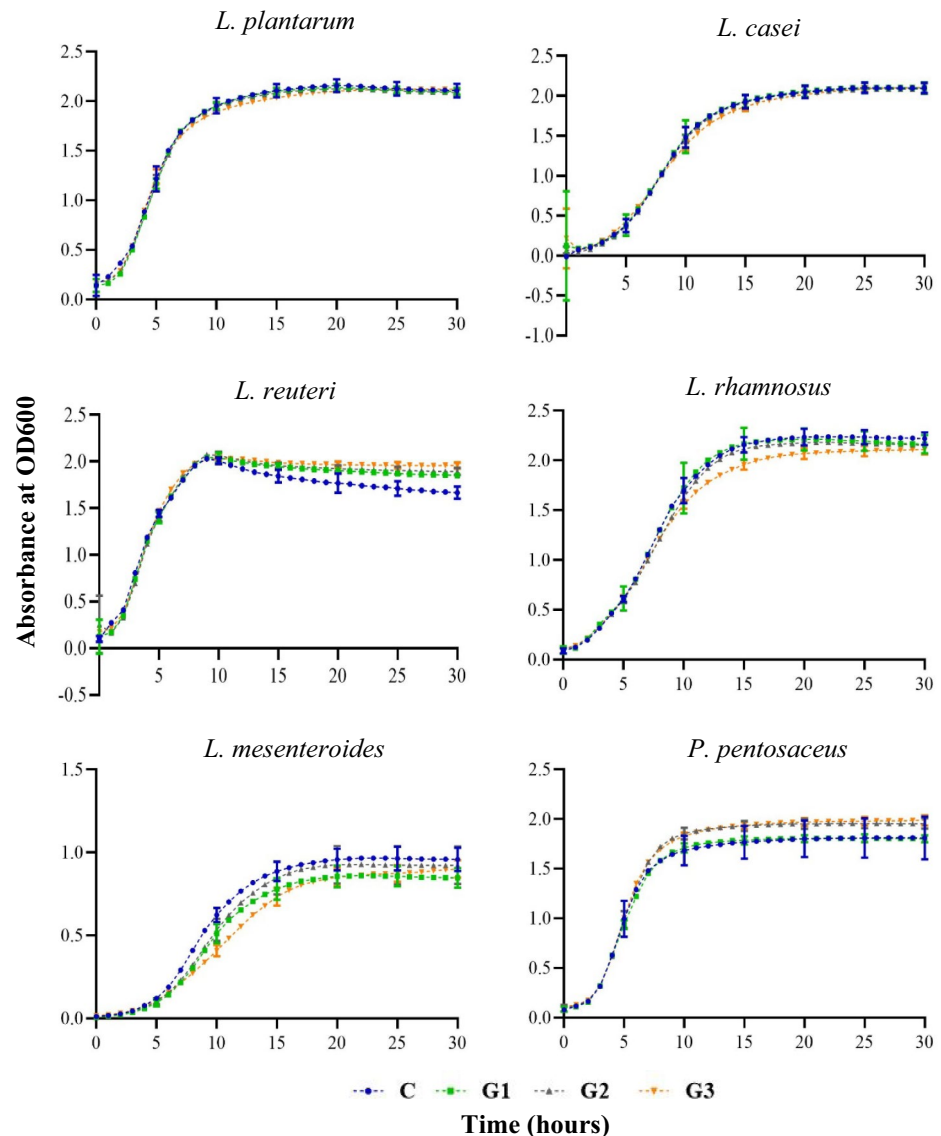 L. plantarum
2.5
2.0
1.5
1.0
0.5
0.0
0 5 10 15 20 25 30
L. casei
2.5
2.0
1.5
1.0
0.5
0.0
-0.5
-1.0
5 10 15 20 25 30
L. reuteri
2.5
2.0
1.5
1.0
0.5
0.0
-0.5
5 10 15 20 25 30
L. rhamnosus
2.5
2.0
1.5
1.0
0.5
0.0
0 5 10 15 20 25 30
Absorbance at OD600
L. mesenteroides
1.5
1.0
0.5
0.0
0 5 10 15 20 25 30
P. pentosaceus
2.5
2.0
1.5
1.0
0.5
0.0
0 5 10 15 20 25 30
C G1 G2 G3
Time (hours)